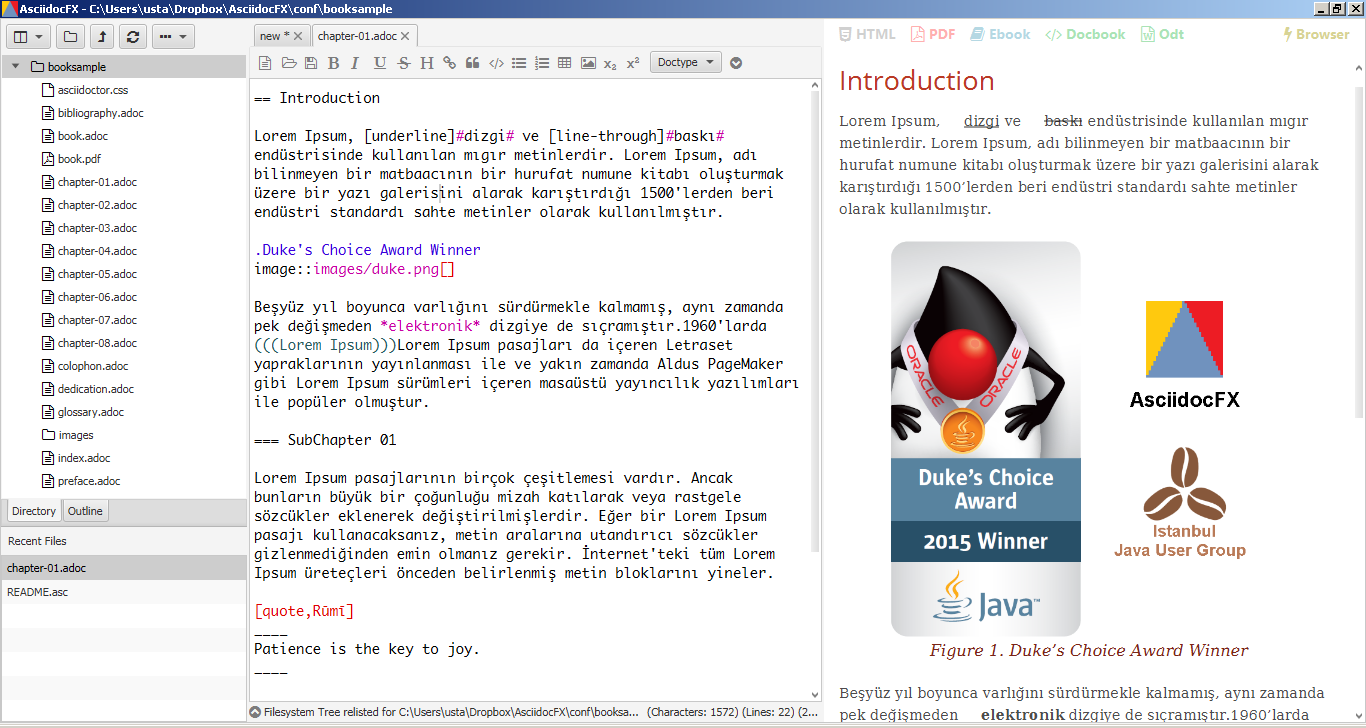 AsciidocFX - C:\Users\usta\Dropbox\AsciidocFX\conf\booksample
booksample
asciidoctor.css
bibliography.adoc
book.adoc
book.pdf
chapter-01.adoc
chapter-02.adoc
chapter-03.adoc
chapter-04.adoc
chapter-05.adoc
chapter-06.adoc
chapter-07.adoc
chapter-08.adoc
colophon.adoc
dedication.adoc
glossary.adoc
images
index.adoc
preface.adoc
Directory Outline
Recent Files
chapter-01.adoc
README.asc
new * chapter-01.adoc
B I U S H x₂ x² Doctype
== Introduction
Lorem Ipsum, [underline]#dizgi# ve [line-through]#baskı#
endüstrisinde kullanılan mıgır metinlerdir. Lorem Ipsum, adı
bilinmeyen bir matbaacının bir hurufat numune kitabı oluşturmak
üzere bir yazı galerisini alarak karıştırdığı 1500'lerden beri
endüstri standardı sahte metinler olarak kullanılmıştır.
.Duke's Choice Award Winner
image::images/duke.png[]
Beşyüz yıl boyunca varlığını sürdürmekle kalmamış, aynı zamanda
pek değişmeden *elektronik* dizgiye de sıçramıştır.1960'larda
(((Lorem Ipsum)))Lorem Ipsum pasajları da içeren Letraset
yapraklarının yayınlanması ile ve yakın zamanda Aldus PageMaker
gibi Lorem Ipsum sürümleri içeren masaüstü yayıncılık yazılımları
ile popüler olmuştur.
=== SubChapter 01
Lorem Ipsum pasajlarının birçok çeşitlemesi vardır. Ancak
bunların büyük bir çoğunluğu mizah katılarak veya rastgele
sözcükler eklenerek değiştirilmişlerdir. Eğer bir Lorem Ipsum
pasajı kullanacaksanız, metin aralarına utandırıcı sözcükler
gizlenmediğinden emin olmanız gerekir. İnternet'teki tüm Lorem
Ipsum üreteçleri önceden belirlenmiş metin bloklarını yineler.
[quote,Rūmī]
____
Patience is the key to joy.
____
Filesystem Tree relisted for C:\Users\usta\Dropbox\AsciidocFX\conf\booksa... (Characters: 1572) (Lines: 22) (2...
HTML PDF Ebook Docbook Odt Browser
Introduction
Lorem Ipsum, dizgi ve baskı endüstrisinde kullanılan mıgır
metinlerdir. Lorem Ipsum, adı bilinmeyen bir matbaacının bir
hurufat numune kitabı oluşturmak üzere bir yazı galerisini alarak
karıştırdığı 1500’lerden beri endüstri standardı sahte metinler
olarak kullanılmıştır.
ORACLE ORACLE
Duke’s Choice
Award
2015 Winner
Java™
AsciidocFX
Istanbul
Java User Group
Figure 1. Duke’s Choice Award Winner
Beşyüz yıl boyunca varlığını sürdürmekle kalmamış, aynı zamanda
pek değişmeden elektronik dizgiye de sıçramıştır.1960’larda